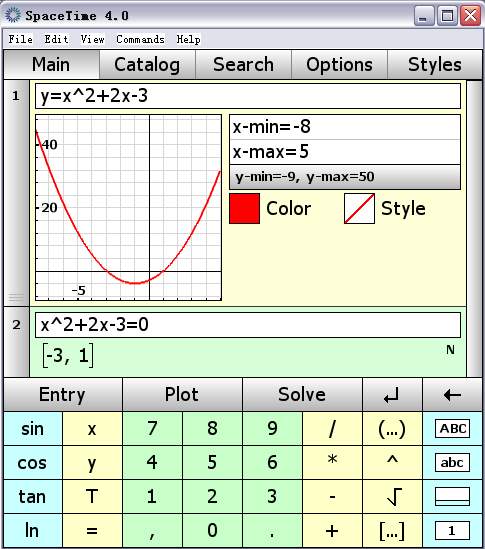 SpaceTime 4.0
File Edit View Commands Help
Main Catalog Search Options Styles
1
y=x^2+2x-3
40
20
-5
x-min=-8
x-max=5
y-min=-9, y-max=50
Color Style
2
x^2+2x-3=0
[-3, 1]
N
Entry Plot Solve ↵ ←
sin x 7 8 9 / (...) ABC
cos y 4 5 6 * ^ abc
tan T 1 2 3 - √
ln = , 0 . + [...] 1